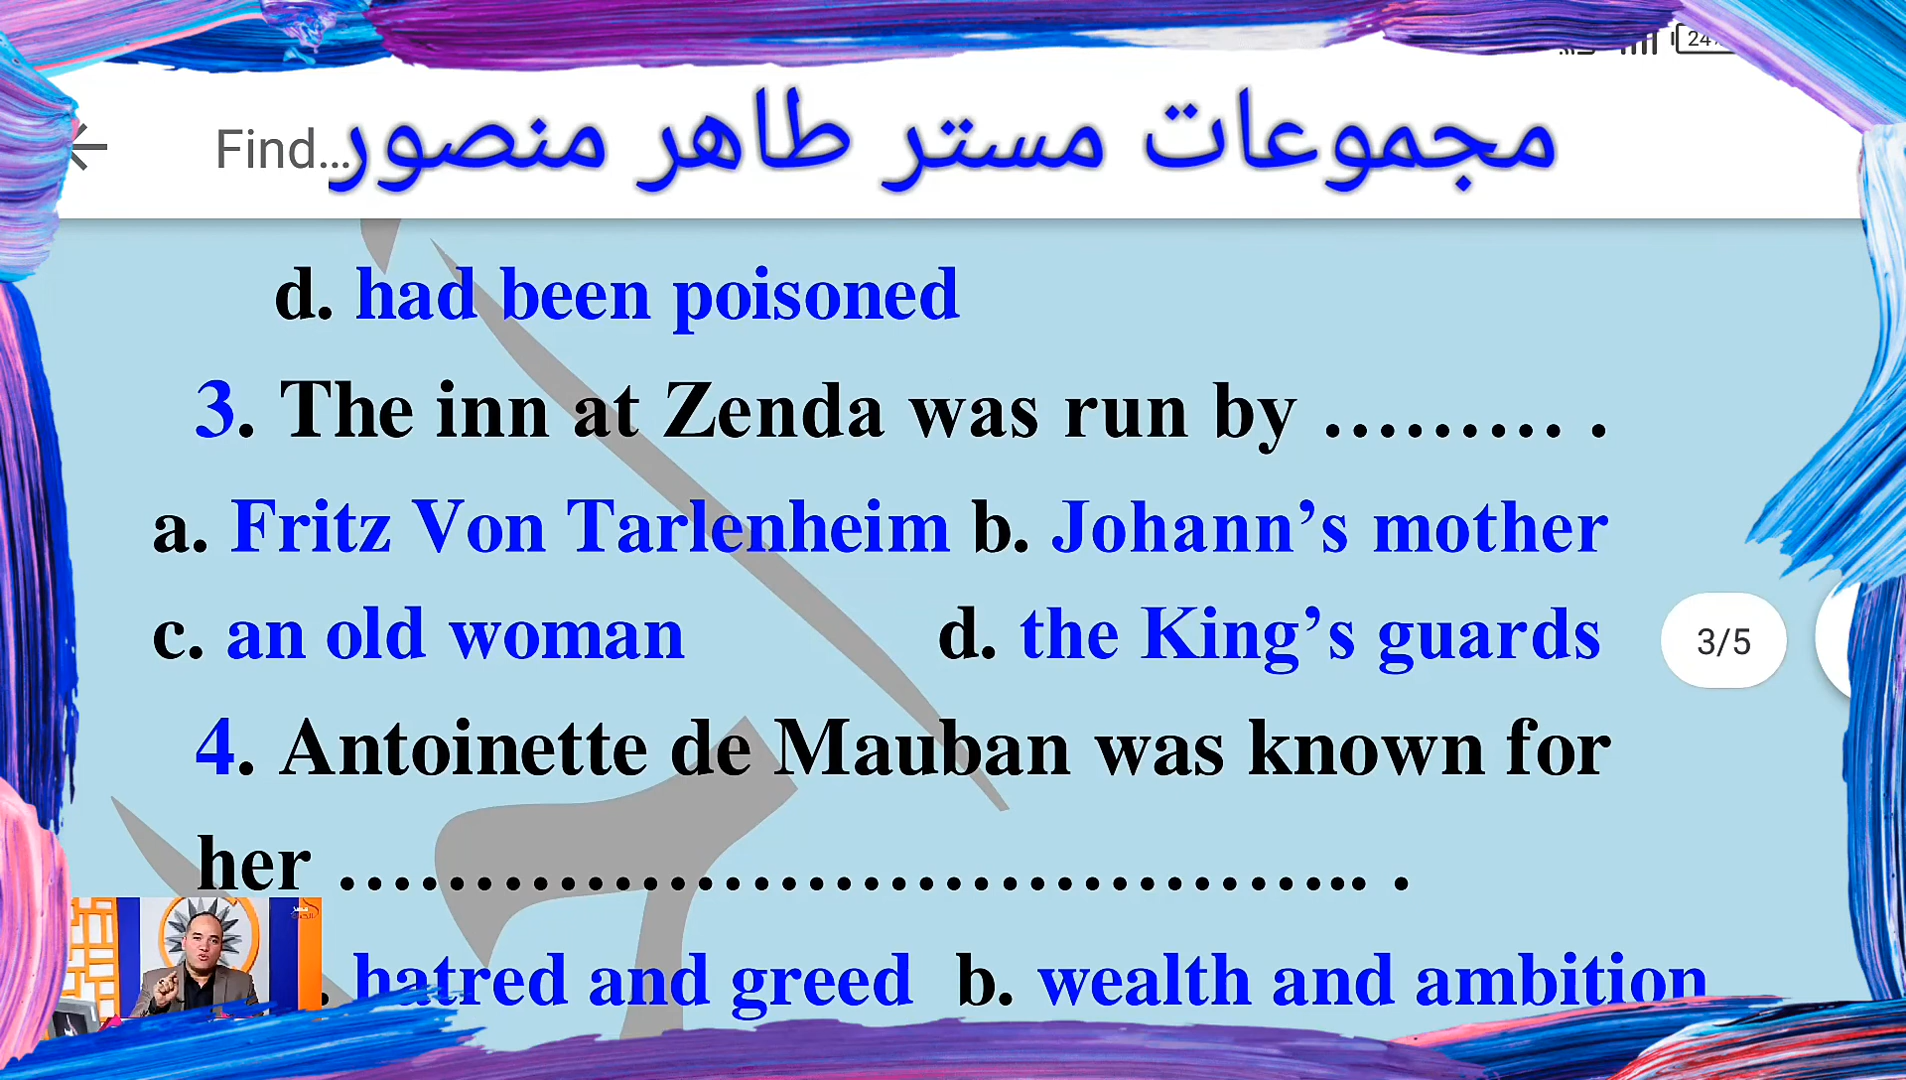 24
Find...
مجموعات مستر طاهر منصور
d. had been poisoned
3. The inn at Zenda was run by ......... .
a. Fritz Von Tarlenheim b. Johann’s mother
c. an old woman d. the King’s guards
3/5
4. Antoinette de Mauban was known for
her ..................................... .
. hatred and greed b. wealth and ambition